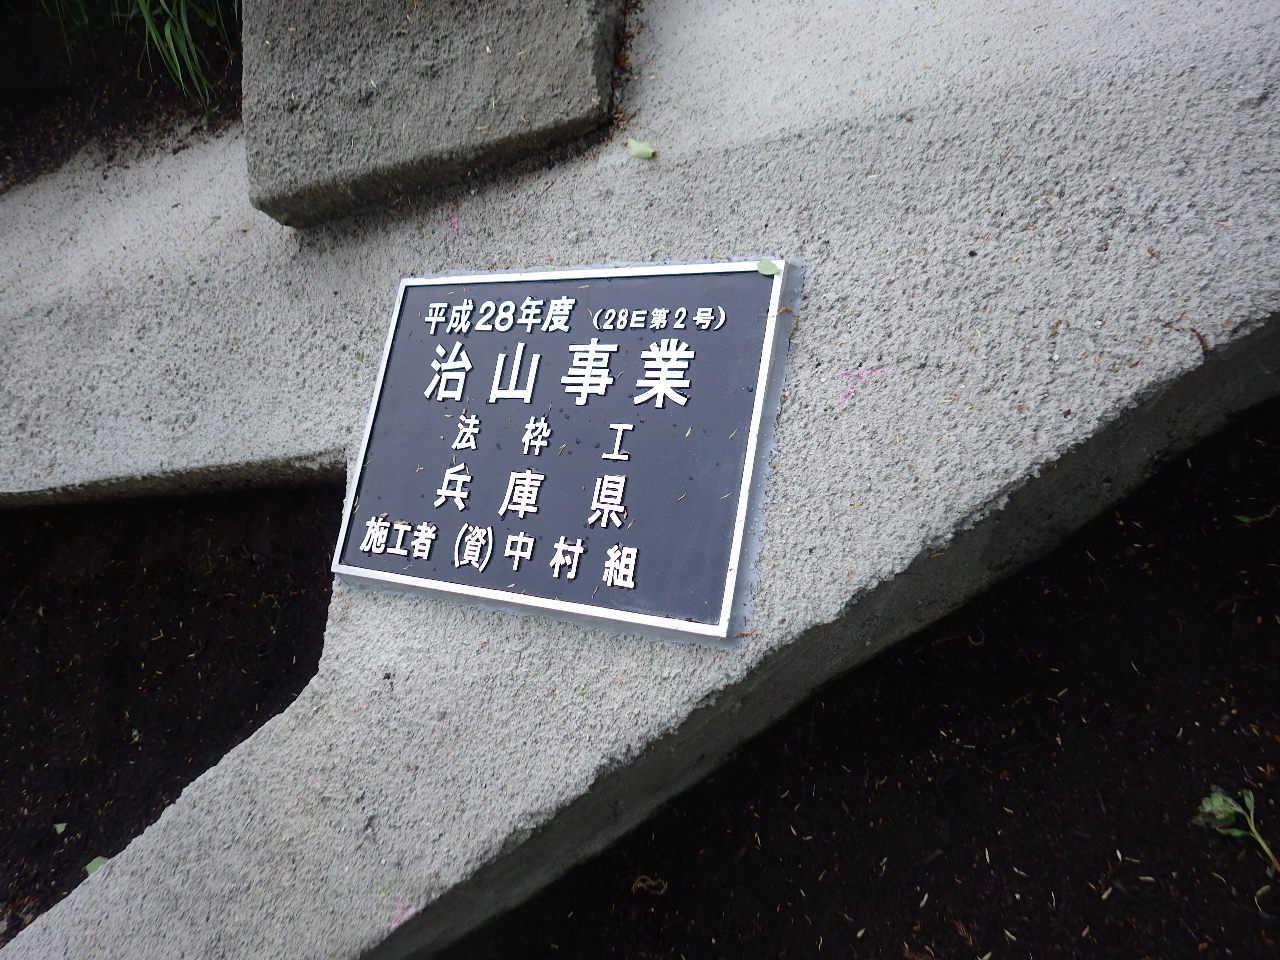 平成28年度 (28E第2号)
治山事業
法枠工
兵庫県
施工者 (資)中村組